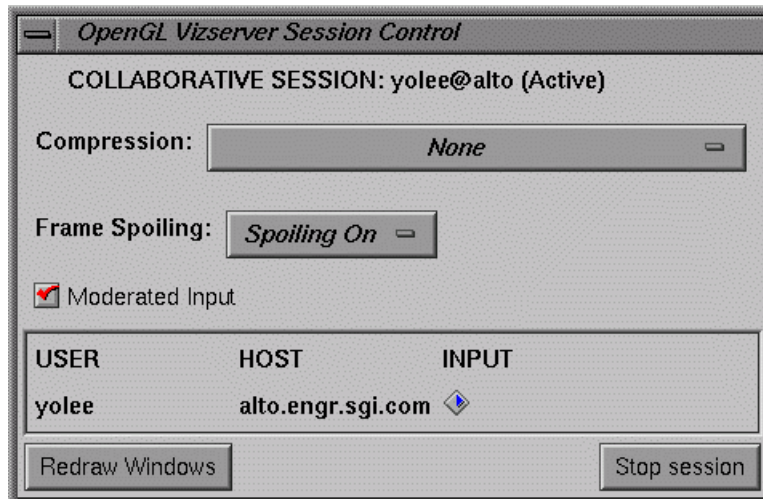 OpenGL Vizserver Session Control
COLLABORATIVE SESSION: yolee@alto (Active)
Compression: None
Frame Spoiling: Spoiling On
Moderated Input
USER HOST INPUT
yolee alto.engr.sgi.com
Redraw Windows Stop session